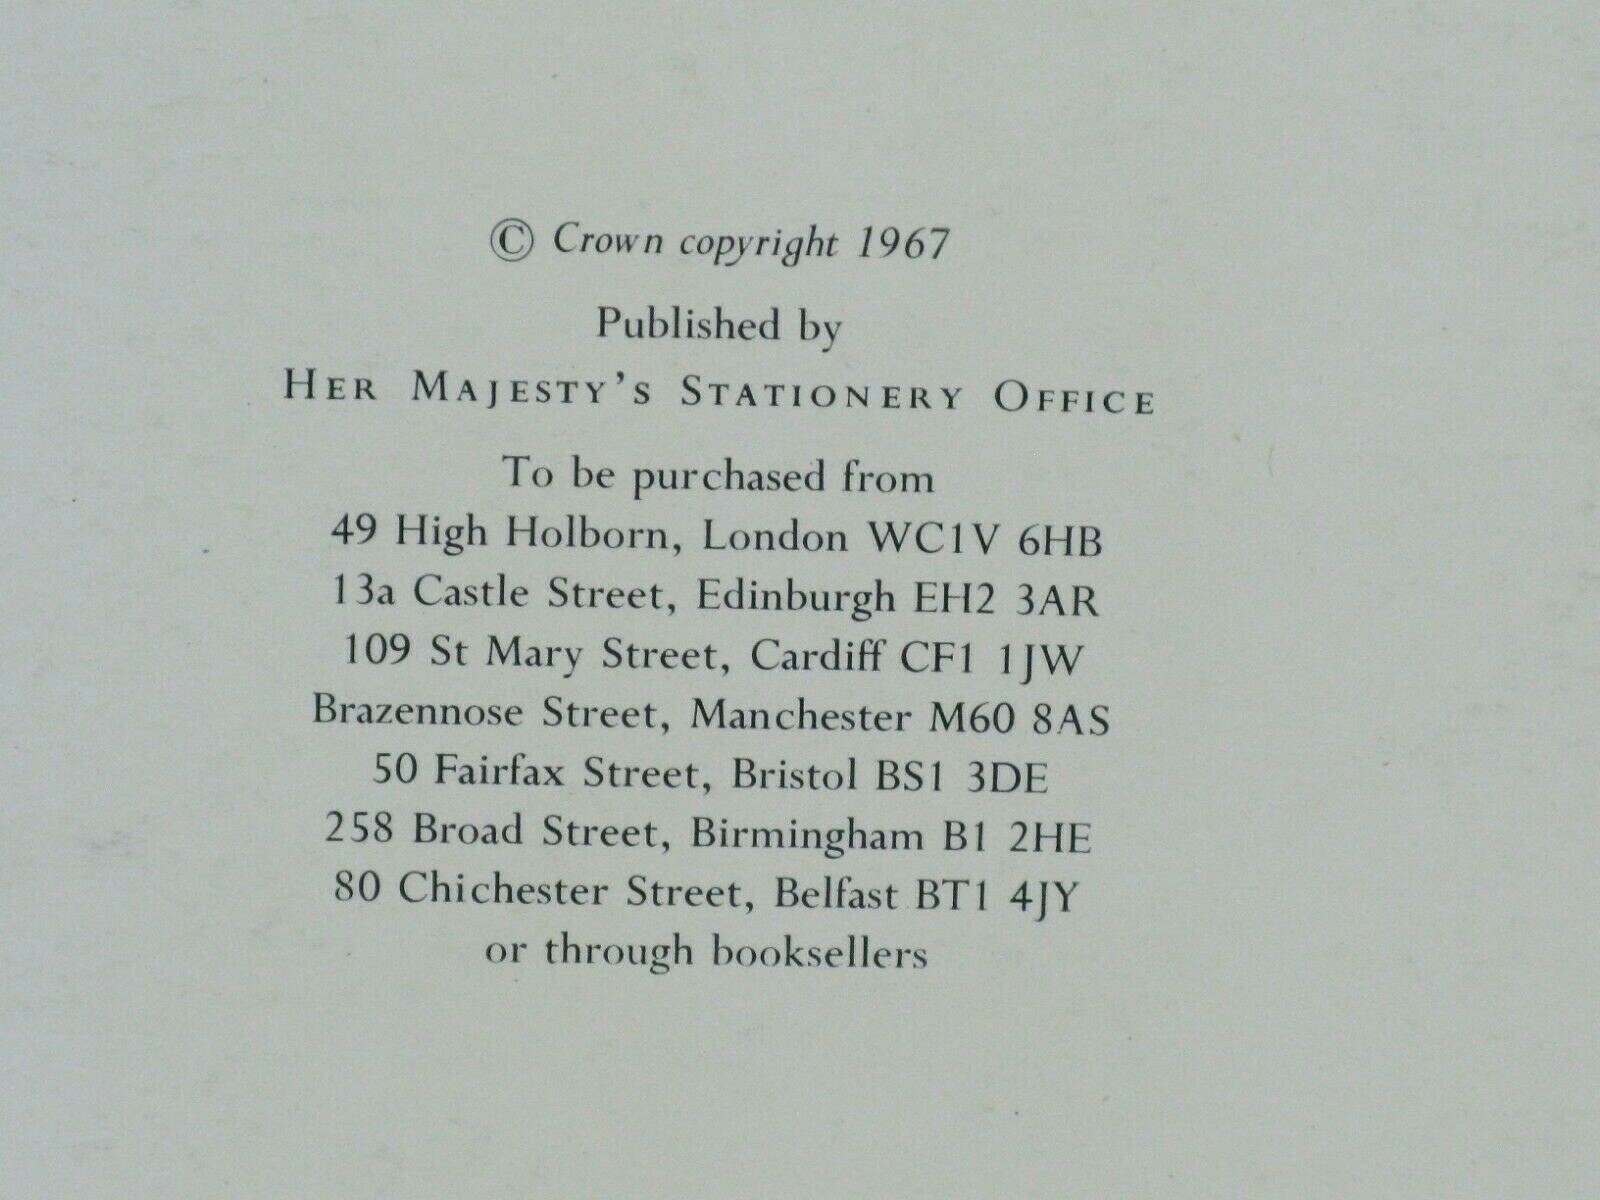 © Crown copyright 1967
Published by
HER MAJESTY'S STATIONERY OFFICE
To be purchased from
49 High Holborn, London WC1V 6HB
13a Castle Street, Edinburgh EH2 3AR
109 St Mary Street, Cardiff CF1 1JW
Brazennose Street, Manchester M60 8AS
50 Fairfax Street, Bristol BS1 3DE
258 Broad Street, Birmingham B1 2HE
80 Chichester Street, Belfast BT1 4JY
or through booksellers